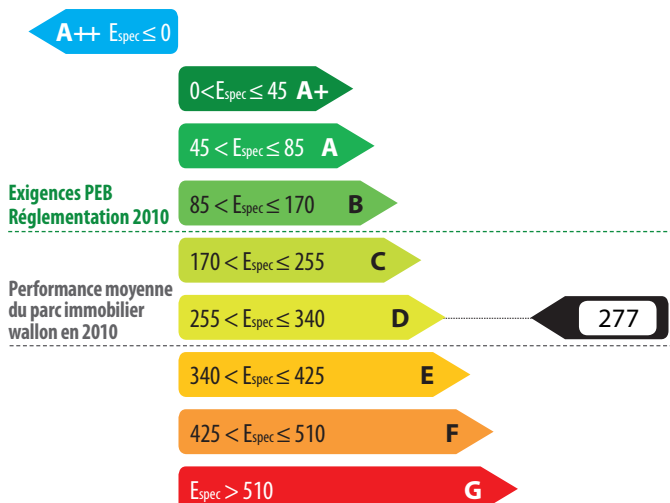 A++ Espec ≤ 0
0<Espec ≤ 45 A+
45 < Espec ≤ 85 A
Exigences PEB
Réglementation 2010
85 < Espec ≤ 170 B
170 < Espec ≤ 255 C
Performance moyenne
du parc immobilier
wallon en 2010
255 < Espec ≤ 340 D
277
340 < Espec ≤ 425 E
425 < Espec ≤ 510 F
Espec > 510 G